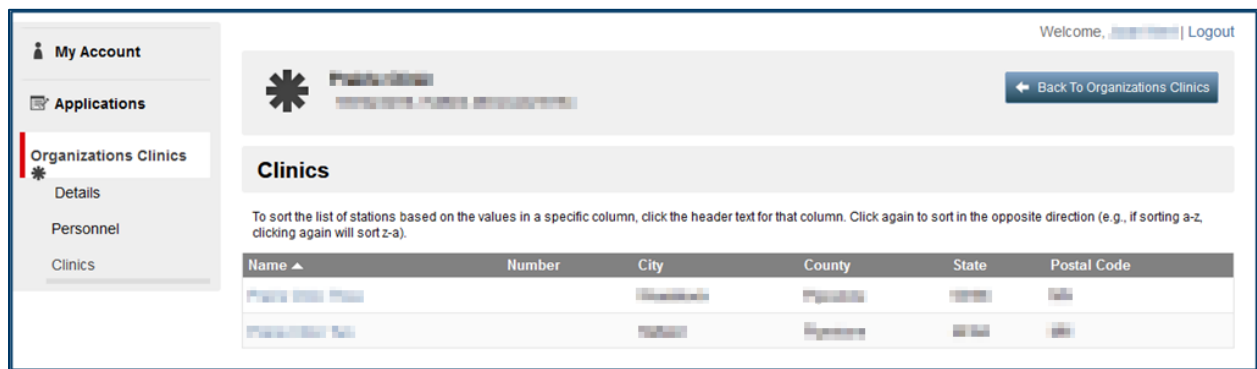 Welcome, | Logout
My Account
Applications
Organizations Clinics
Details
Personnel
Clinics
Back To Organizations Clinics
Clinics
To sort the list of stations based on the values in a specific column, click the header text for that column. Click again to sort in the opposite direction (e.g., if sorting a-z,
clicking again will sort z-a).
Name Number City County State Postal Code